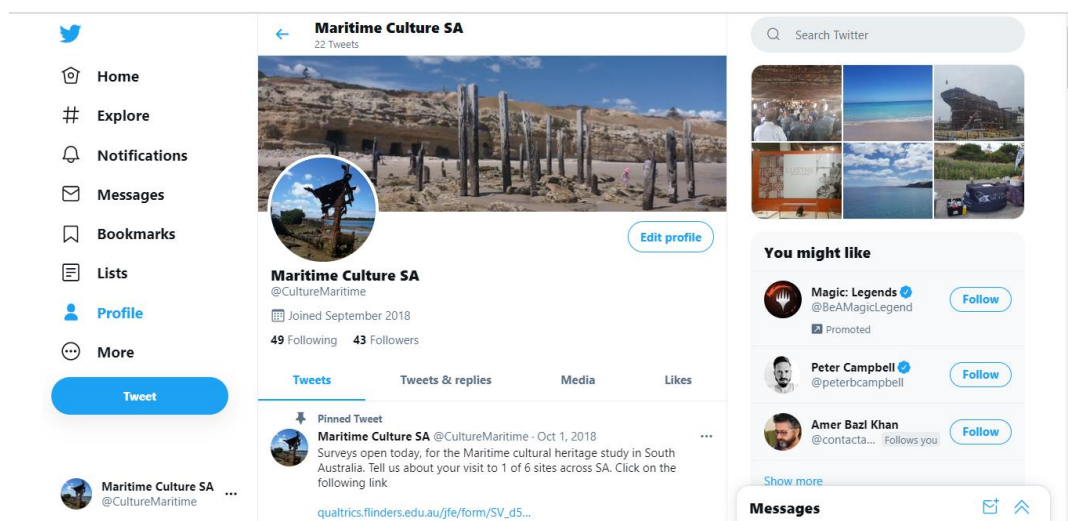 Home
Explore
Notifications
Messages
Bookmarks
Lists
Profile
More
Tweet
Maritime Culture SA
@CultureMaritime
Maritime Culture SA
22 Tweets
Edit profile
Maritime Culture SA
@CultureMaritime
Joined September 2018
49 Following 43 Followers
Tweets Tweets & replies Media Likes
Pinned Tweet
Maritime Culture SA @CultureMaritime · Oct 1, 2018
Surveys open today, for the Maritime cultural heritage study in South
Australia. Tell us about your visit to 1 of 6 sites across SA. Click on the
following link
qualtrics.flinders.edu.au/jfe/form/SV_d5...
Search Twitter
You might like
Magic: Legends
@BeAMagicLegend
Follow
Promoted
Peter Campbell
@peterbcampbell
Follow
Amer Bazl Khan
@contacta... Follows you
Follow
Show more
Messages